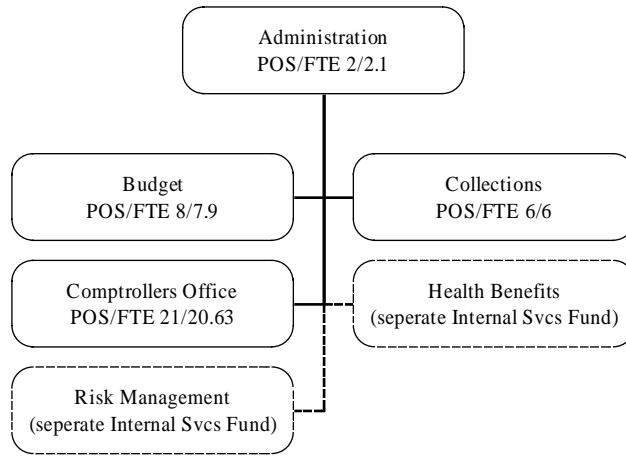 Administration
POS/FTE 2/2.1
Budget
POS/FTE 8/7.9
Collections
POS/FTE 6/6
Comptrollers Office
POS/FTE 21/20.63
Health Benefits
(seperate Internal Svcs Fund)
Risk Management
(seperate Internal Svcs Fund)